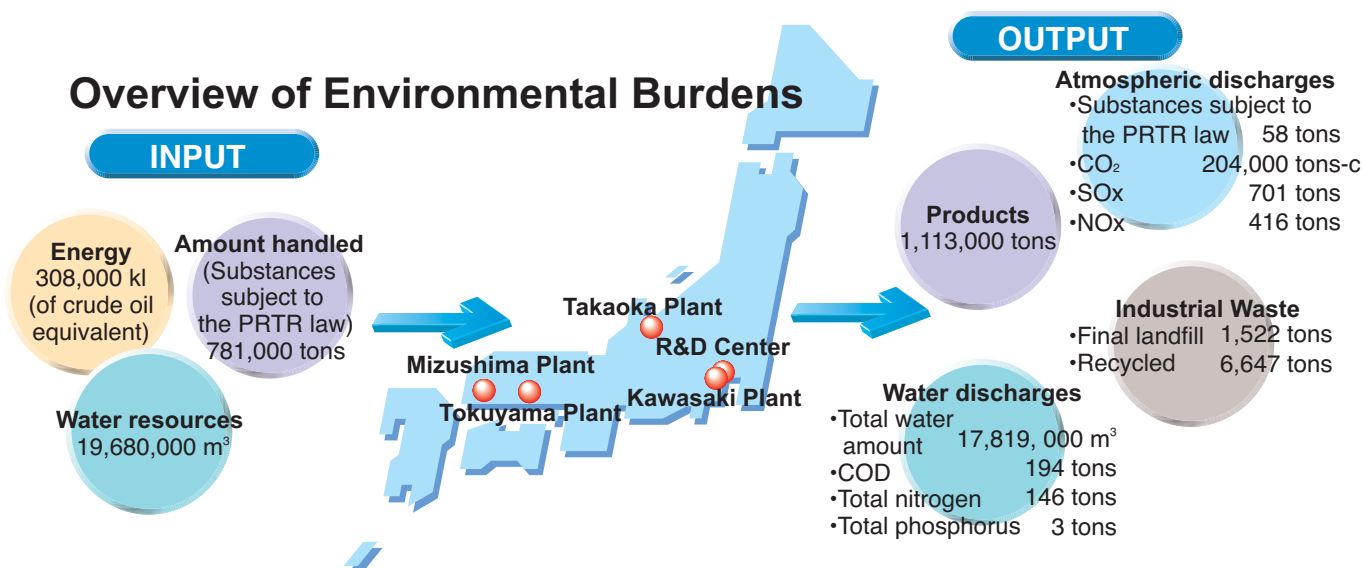 Overview of Environmental Burdens
INPUT
Energy
308,000 kl
(of crude oil
equivalent)
Amount handled
(Substances
subject to
the PRTR law)
781,000 tons
Water resources
19,680,000 m³
Takaoka Plant
R&D Center
Mizushima Plant
Kawasaki Plant
Tokuyama Plant
OUTPUT
Products
1,113,000 tons
Atmospheric discharges
•Substances subject to
the PRTR law 58 tons
•CO₂ 204,000 tons-c
•SOx 701 tons
•NOx 416 tons
Industrial Waste
•Final landfill 1,522 tons
•Recycled 6,647 tons
Water discharges
•Total water
amount 17,819, 000 m³
•COD 194 tons
•Total nitrogen 146 tons
•Total phosphorus 3 tons